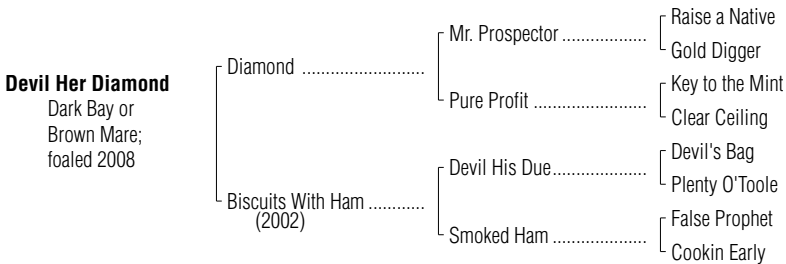 Devil Her Diamond
Dark Bay or
Brown Mare;
foaled 2008
Diamond ..........................
Biscuits With Ham ............
(2002)
Mr. Prospector ..................
Pure Profit ........................
Devil His Due....................
Smoked Ham ....................
Raise a Native
Gold Digger
Key to the Mint
Clear Ceiling
Devil's Bag
Plenty O'Toole
False Prophet
Cookin Early